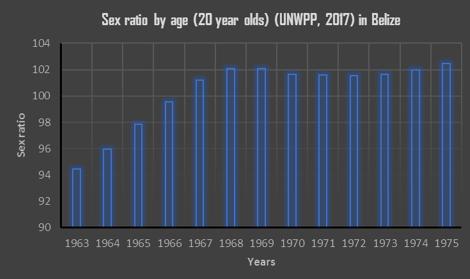 Sex ratio by age (20 year olds) (UNWPP, 2017) in Belize
104
102
100
98
96
94
92
90
Sex ratio
1963 1964 1965 1966 1967 1968 1969 1970 1971 1972 1973 1974 1975
Years